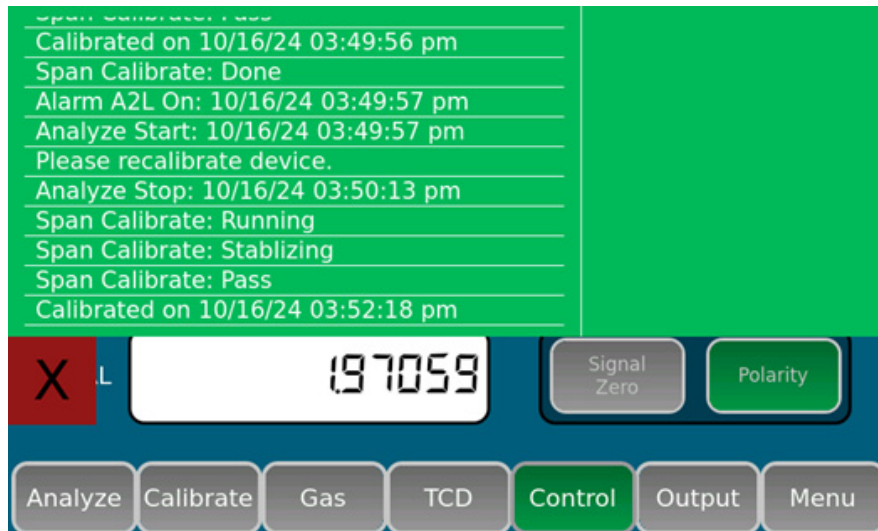 Span Calibrate: Pass
Calibrated on 10/16/24 03:49:56 pm
Span Calibrate: Done
Alarm A2L On: 10/16/24 03:49:57 pm
Analyze Start: 10/16/24 03:49:57 pm
Please recalibrate device.
Analyze Stop: 10/16/24 03:50:13 pm
Span Calibrate: Running
Span Calibrate: Stablizing
Span Calibrate: Pass
Calibrated on 10/16/24 03:52:18 pm
X L 1.97059 Signal Zero Polarity
Analyze Calibrate Gas TCD Control Output Menu